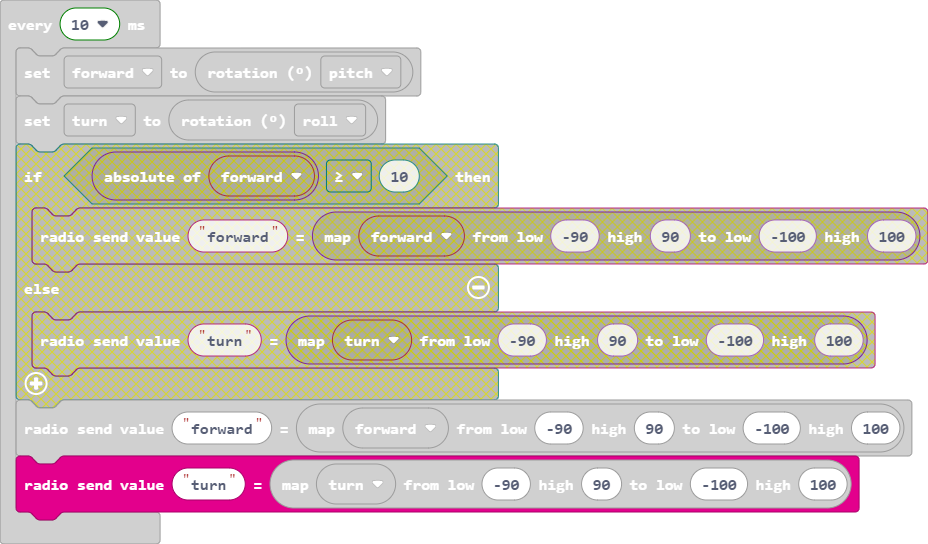 every 10 ms
set forward to rotation (°) pitch
set turn to rotation (°) roll
if absolute of forward ≥ 10 then
radio send value "forward" = map forward from low -90 high 90 to low -100 high 100
else
radio send value "turn" = map turn from low -90 high 90 to low -100 high 100
radio send value "forward" = map forward from low -90 high 90 to low -100 high 100
radio send value "turn" = map turn from low -90 high 90 to low -100 high 100